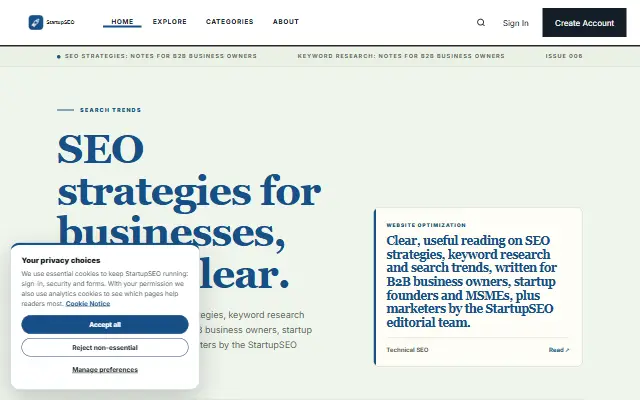 StartupSEO
HOME EXPLORE CATEGORIES ABOUT
Sign In
Create Account
SEO STRATEGIES: NOTES FOR B2B BUSINESS OWNERS
KEYWORD RESEARCH: NOTES FOR B2B BUSINESS OWNERS
ISSUE 006
SEARCH TRENDS
SEO
strategies for
businesses,
lear.
keyword research
business owners, startup
by the StartupSEO
WEBSITE OPTIMIZATION
Clear, useful reading on SEO
strategies, keyword research
and search trends, written for
B2B business owners, startup
founders and MSMEs, plus
marketers by the StartupSEO
editorial team.
Technical SEO
Read ↗
Your privacy choices
We use essential cookies to keep StartupSEO running:
sign-in, security and forms. With your permission we
also use analytics cookies to see which pages help
readers most. Cookie Notice
Accept all
Reject non-essential
Manage preferences